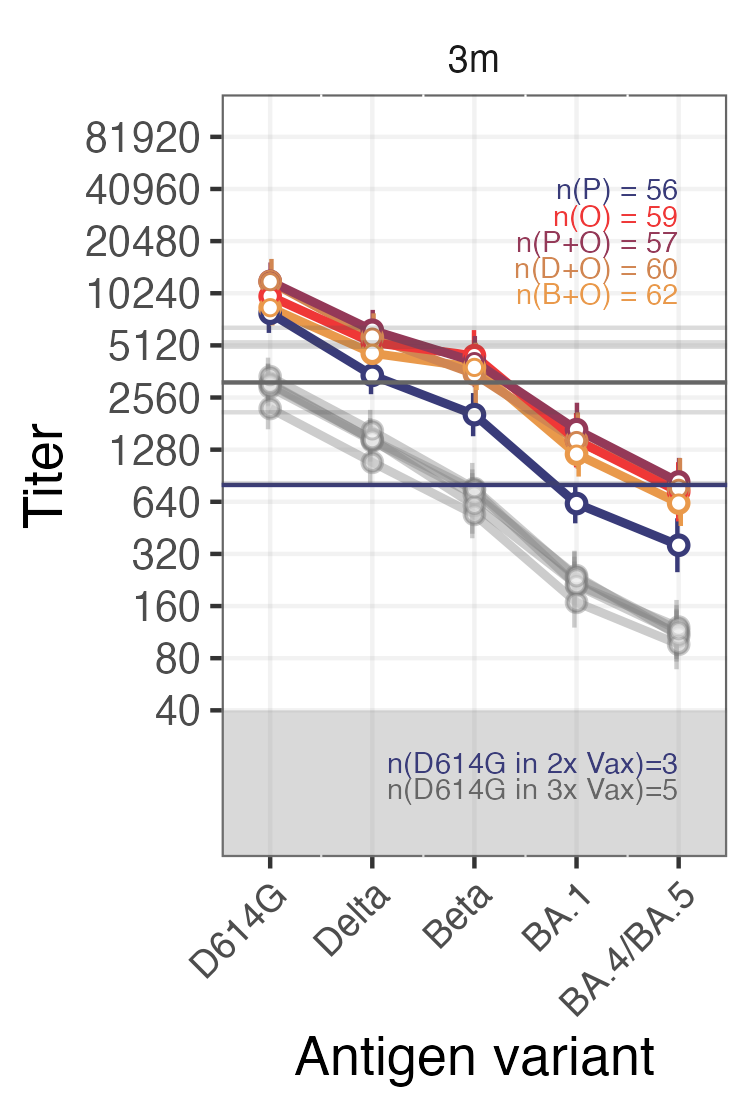 3m
Titer
81920
40960
20480
10240
5120
2560
1280
640
320
160
80
40
n(P) = 56
n(O) = 59
n(P+O) = 57
n(D+O) = 60
n(B+O) = 62
n(D614G in 2x Vax)=3
n(D614G in 3x Vax)=5
D614G
Delta
Beta
BA.1
BA.4/BA.5
Antigen variant